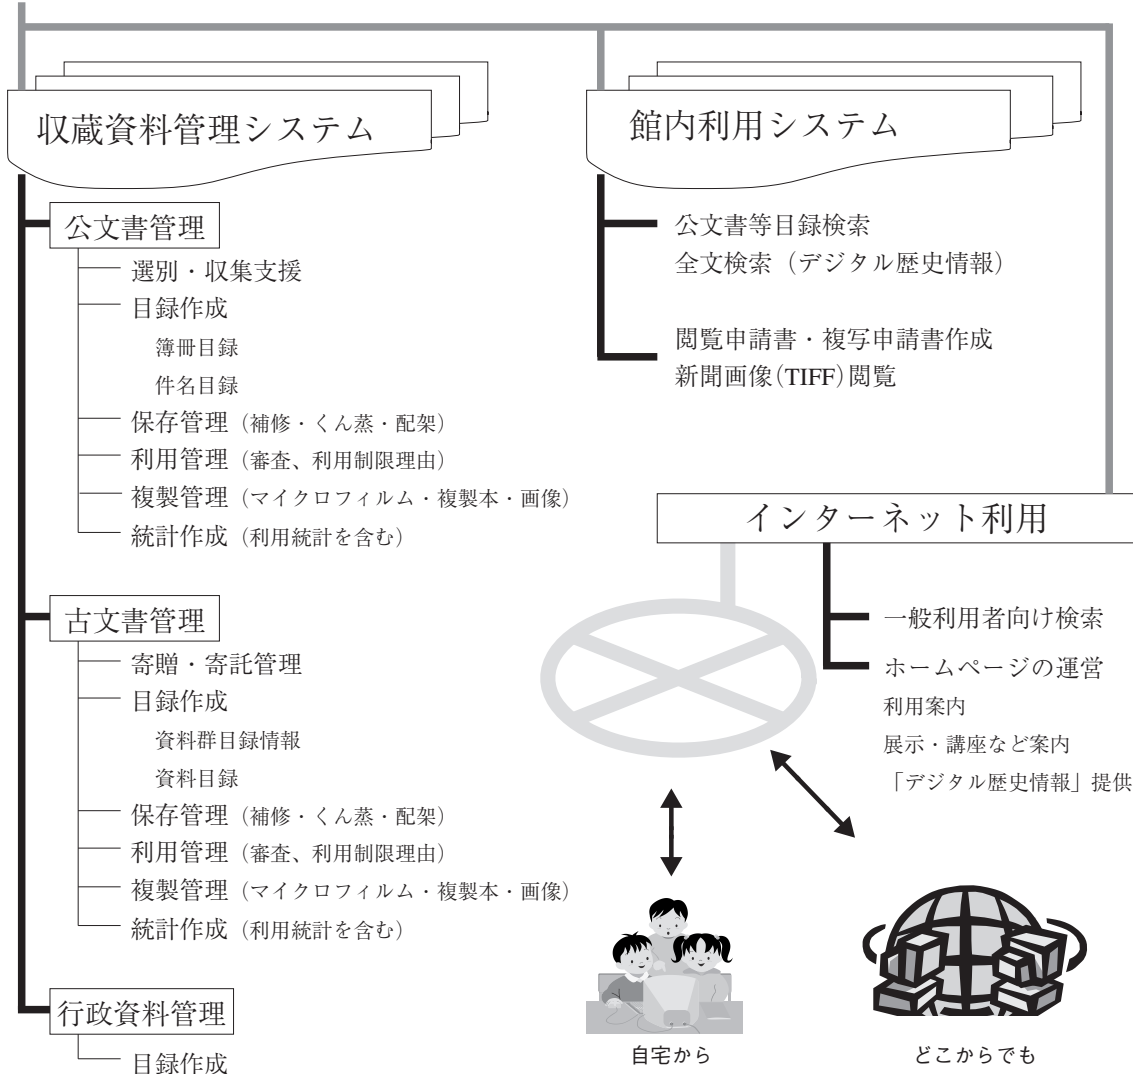 収蔵資料管理システム
公文書管理
選別・収集支援
目録作成
簿冊目録
件名目録
保存管理（補修・くん蒸・配架）
利用管理（審査、利用制限理由）
複製管理（マイクロフィルム・複製本・画像）
統計作成（利用統計を含む）
古文書管理
寄贈・寄託管理
目録作成
資料群目録情報
資料目録
保存管理（補修・くん蒸・配架）
利用管理（審査、利用制限理由）
複製管理（マイクロフィルム・複製本・画像）
統計作成（利用統計を含む）
行政資料管理
目録作成
館内利用システム
公文書等目録検索
全文検索（デジタル歴史情報）
閲覧申請書・複写申請書作成
新聞画像(TIFF)閲覧
インターネット利用
一般利用者向け検索
ホームページの運営
利用案内
展示・講座など案内
「デジタル歴史情報」提供
自宅から
どこからでも